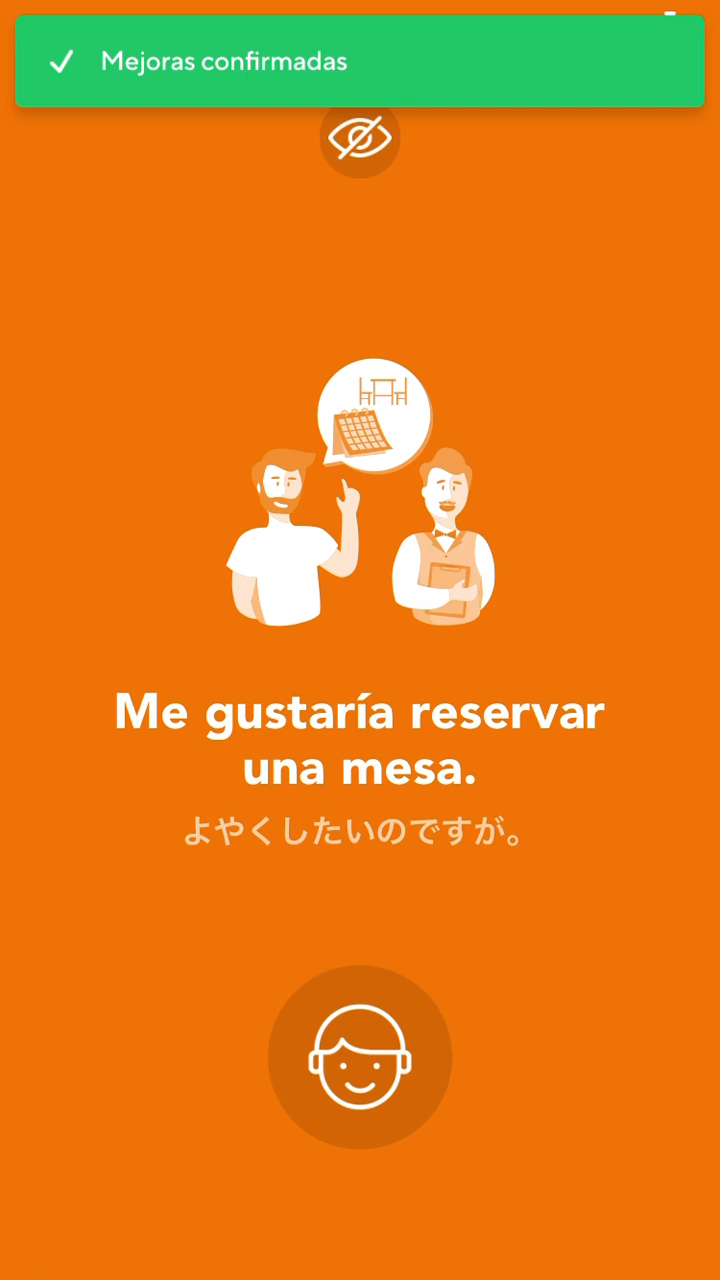 Mejoras confirmadas
Me gustaría reservar
una mesa.
よやくしたいのですが。